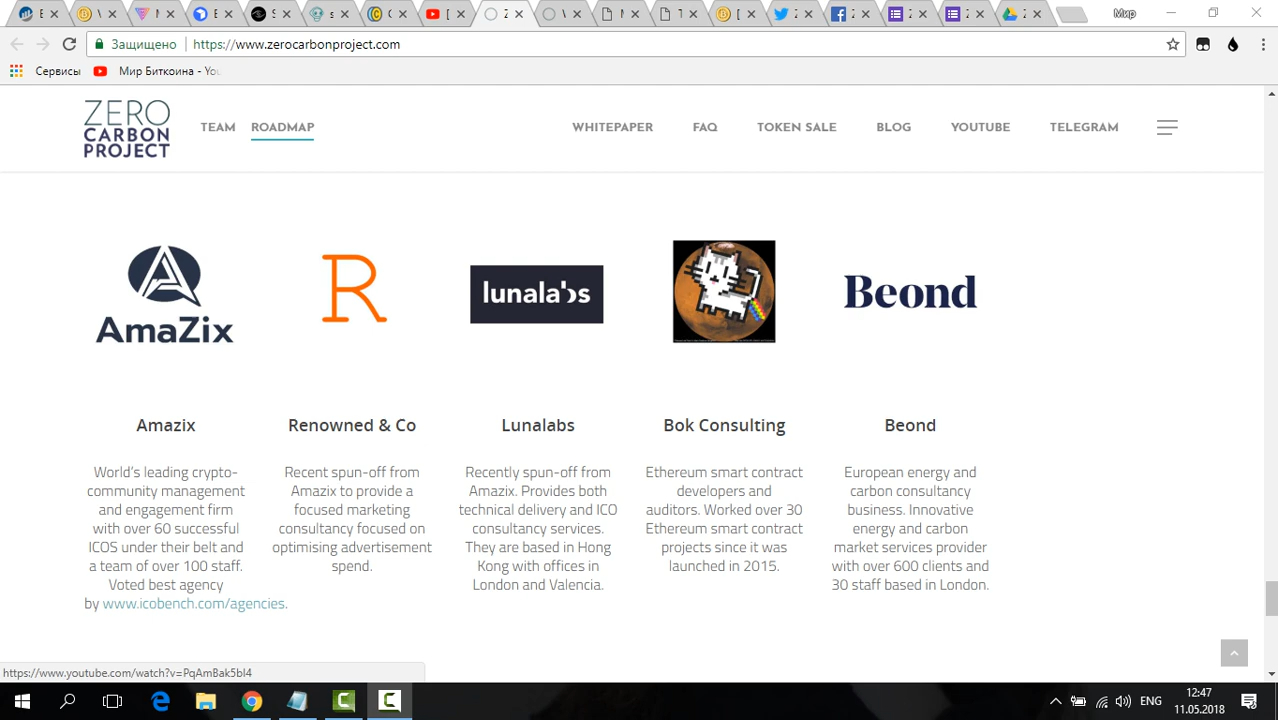 Мир
Защищено
https://www.zerocarbonproject.com
Сервисы
Мир Биткоина - You
ZERO
CARBON
PROJECT
TEAM
ROADMAP
WHITEPAPER
FAQ
TOKEN SALE
BLOG
YOUTUBE
TELEGRAM
AmaZix
R
lunalabs
Beond
Amazix
World's leading crypto-
community management
and engagement firm
with over 60 successful
ICOS under their belt and
a team of over 100 staff.
Voted best agency
by www.icobench.com/agencies.
Renowned & Co
Recent spun-off from
Amazix to provide a
focused marketing
consultancy focused on
optimising advertisement
spend.
Lunalabs
Recently spun-off from
Amazix. Provides both
technical delivery and ICO
consultancy services.
They are based in Hong
Kong with offices in
London and Valencia.
Bok Consulting
Ethereum smart contract
developers and
auditors. Worked over 30
Ethereum smart contract
projects since it was
launched in 2015.
Beond
European energy and
carbon consultancy
business. Innovative
energy and carbon
market services provider
with over 600 clients and
30 staff based in London.
https://www.youtube.com/watch?v=PqAmBak5bI4
ENG
12:47
11.05.2018